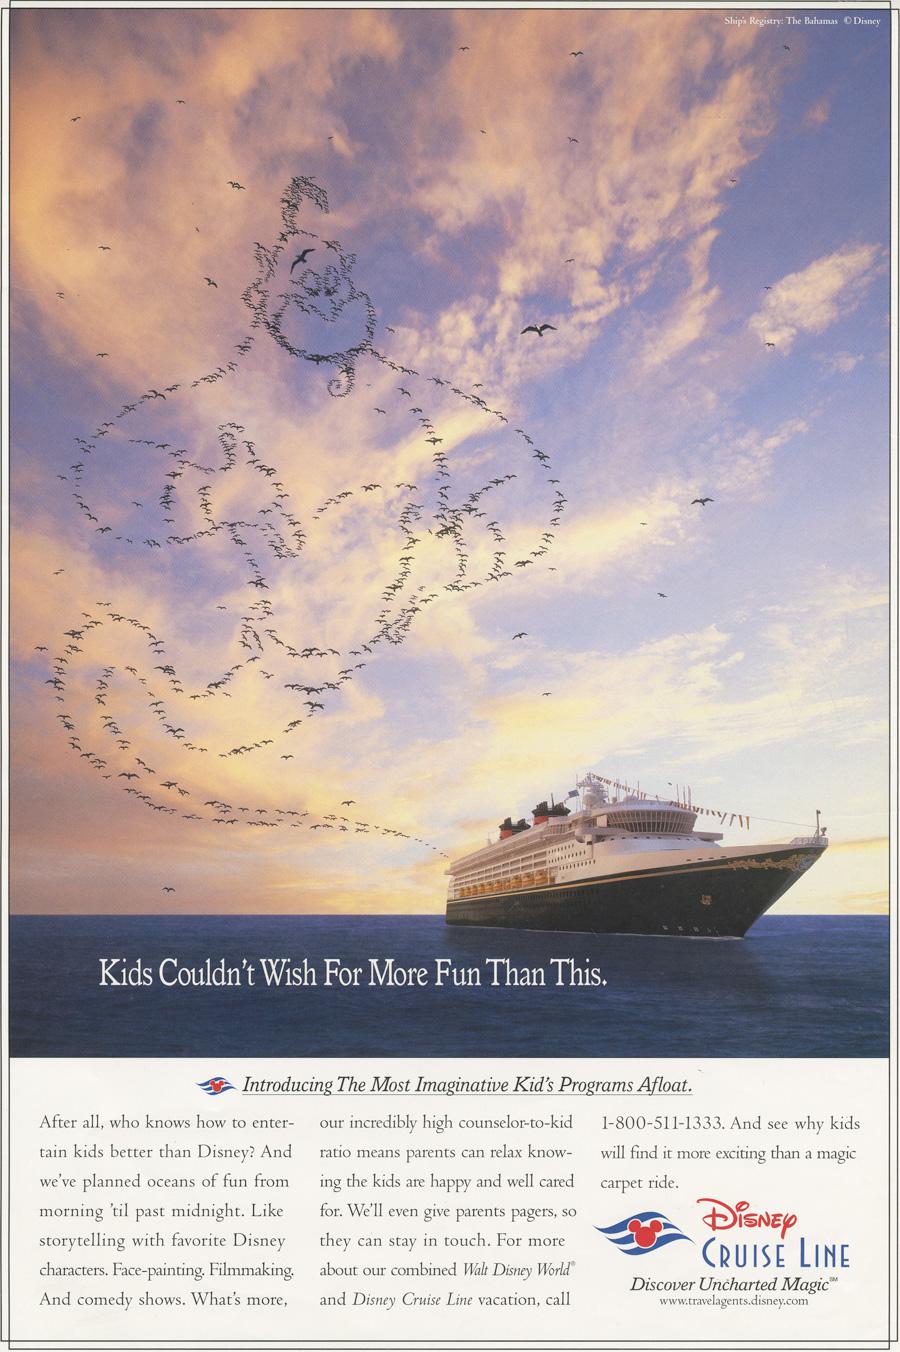 Ship's Registry: The Bahamas © Disney
Kids Couldn't Wish For More Fun Than This.
Introducing The Most Imaginative Kid's Programs Afloat.
After all, who knows how to enter-
tain kids better than Disney? And
we've planned oceans of fun from
morning 'til past midnight. Like
storytelling with favorite Disney
characters. Face-painting. Filmmaking.
And comedy shows. What's more,
our incredibly high counselor-to-kid
ratio means parents can relax know-
ing the kids are happy and well cared
for. We'll even give parents pagers, so
they can stay in touch. For more
about our combined Walt Disney World®
and Disney Cruise Line vacation, call
1-800-511-1333. And see why kids
will find it more exciting than a magic
carpet ride.
Disney
Cruise Line
Discover Uncharted Magic℠
www.travelagents.disney.com